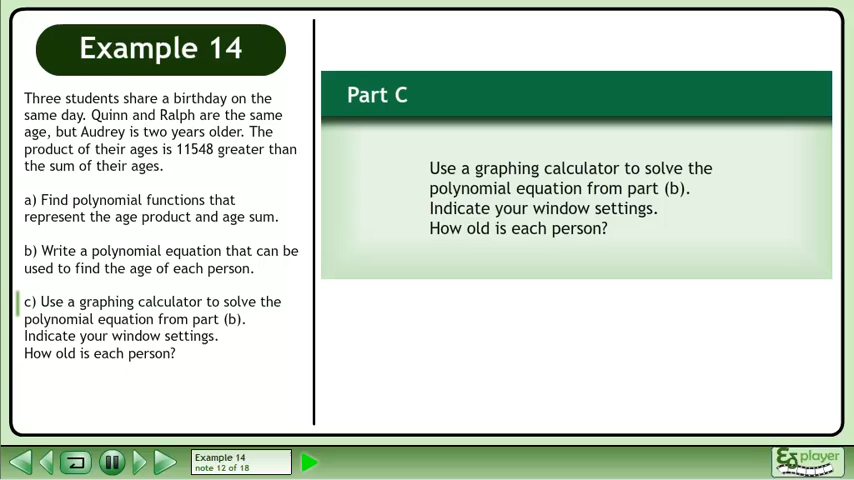 Example 14
Three students share a birthday on the
same day. Quinn and Ralph are the same
age, but Audrey is two years older. The
product of their ages is 11548 greater than
the sum of their ages.
a) Find polynomial functions that
represent the age product and age sum.
b) Write a polynomial equation that can be
used to find the age of each person.
c) Use a graphing calculator to solve the
polynomial equation from part (b).
Indicate your window settings.
How old is each person?
Part C
Use a graphing calculator to solve the
polynomial equation from part (b).
Indicate your window settings.
How old is each person?
Example 14
note 12 of 18
player